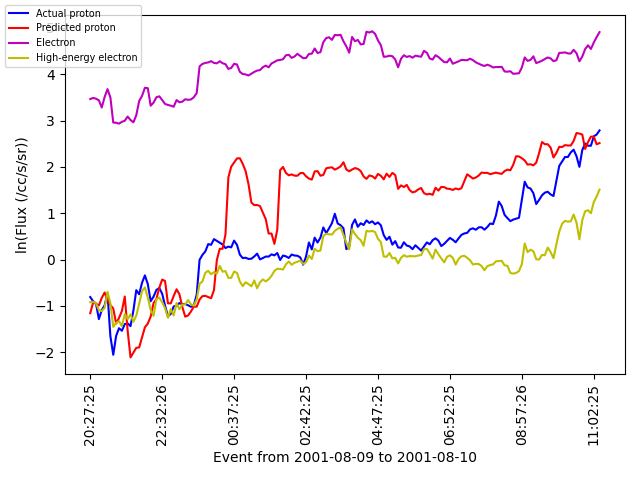 Actual proton
Predicted proton
Electron
High-energy electron
ln(Flux (/cc/s/sr))
4
3
2
1
0
−1
−2
20:27:25
22:32:26
00:37:25
02:42:25
04:47:25
06:52:25
08:57:26
11:02:25
Event from 2001-08-09 to 2001-08-10